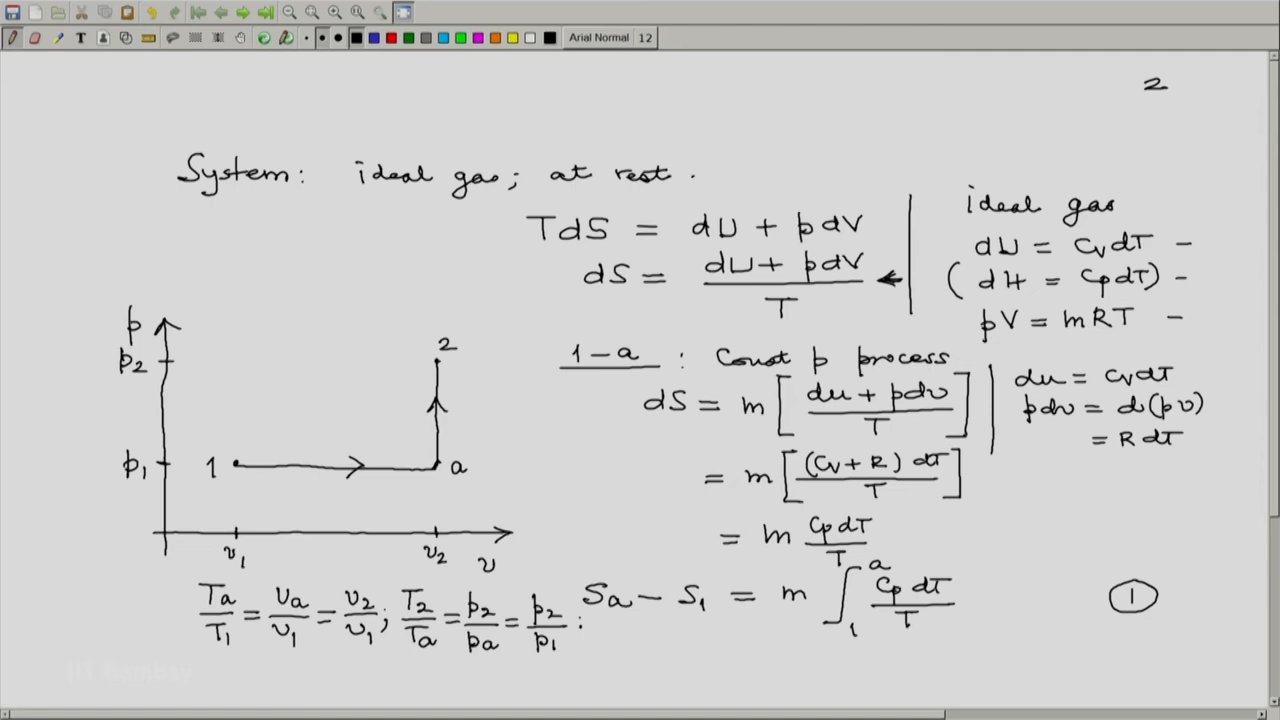 Arial Normal 12
2
System: ideal gas; at rest.
TdS = dU + pdV
dS = dU + pdV / T
ideal gas
dU = CvdT -
(dH = CpdT) -
pV = mRT -
p
p2
p1
1
2
a
v1
v2
v
1-a : Const p process
dS = m [ du + pdv / T ]
du = CvdT
pdv = d(pv)
= R dT
= m [ (Cv + R) dT / T ]
= m CpdT / T
Ta/T1 = va/v1 = v2/v1; T2/Ta = p2/pa = p2/p1 :
Sa - S1 = m ∫1a CpdT / T
1
IIT Bombay